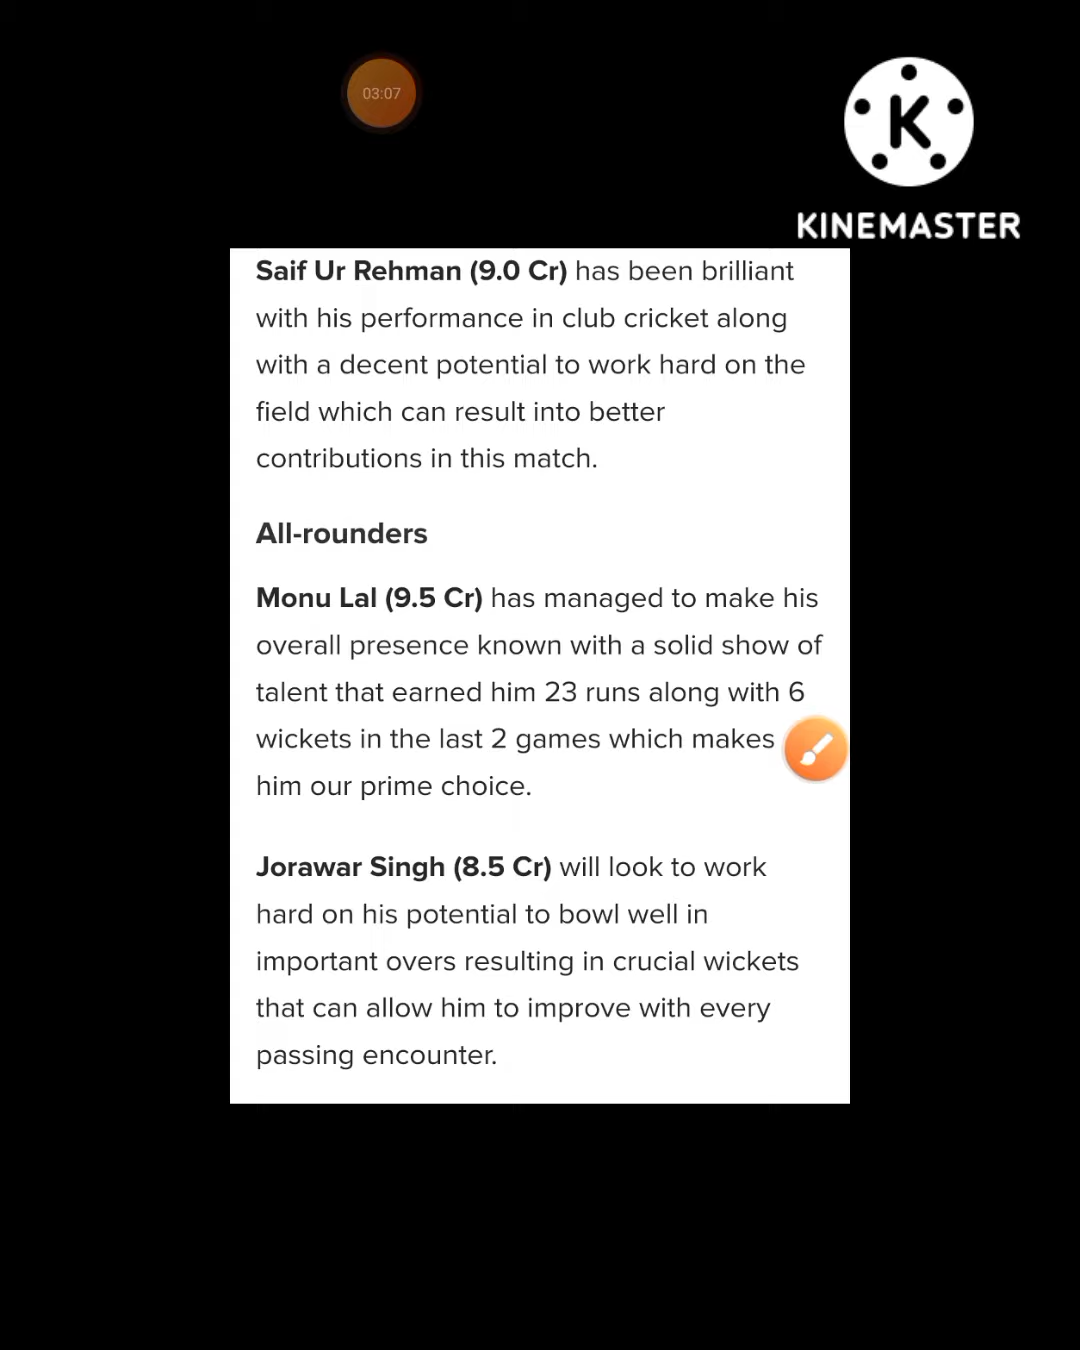 03:07
K
KINEMASTER
Saif Ur Rehman (9.0 Cr) has been brilliant
with his performance in club cricket along
with a decent potential to work hard on the
field which can result into better
contributions in this match.
All-rounders
Monu Lal (9.5 Cr) has managed to make his
overall presence known with a solid show of
talent that earned him 23 runs along with 6
wickets in the last 2 games which makes
him our prime choice.
Jorawar Singh (8.5 Cr) will look to work
hard on his potential to bowl well in
important overs resulting in crucial wickets
that can allow him to improve with every
passing encounter.